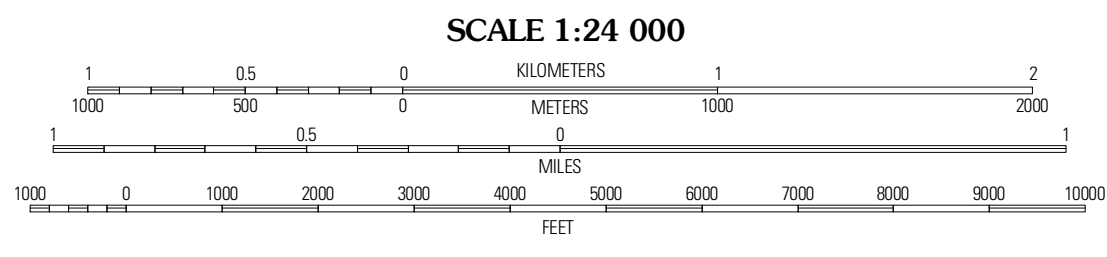 SCALE 1:24 000
1 0.5 0 KILOMETERS 1 2
1000 500 0 METERS 1000 2000
1 0.5 0 1
MILES
1000 0 1000 2000 3000 4000 5000 6000 7000 8000 9000 10000
FEET